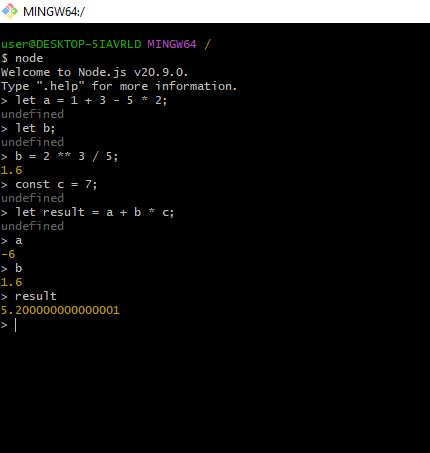 MINGW64:/
user@DESKTOP-5IAVRLD MINGW64 /
$ node
Welcome to Node.js v20.9.0.
Type ".help" for more information.
> let a = 1 + 3 - 5 * 2;
undefined
> let b;
undefined
> b = 2 ** 3 / 5;
1.6
> const c = 7;
undefined
> let result = a + b * c;
undefined
> a
-6
> b
1.6
> result
5.200000000000001
>